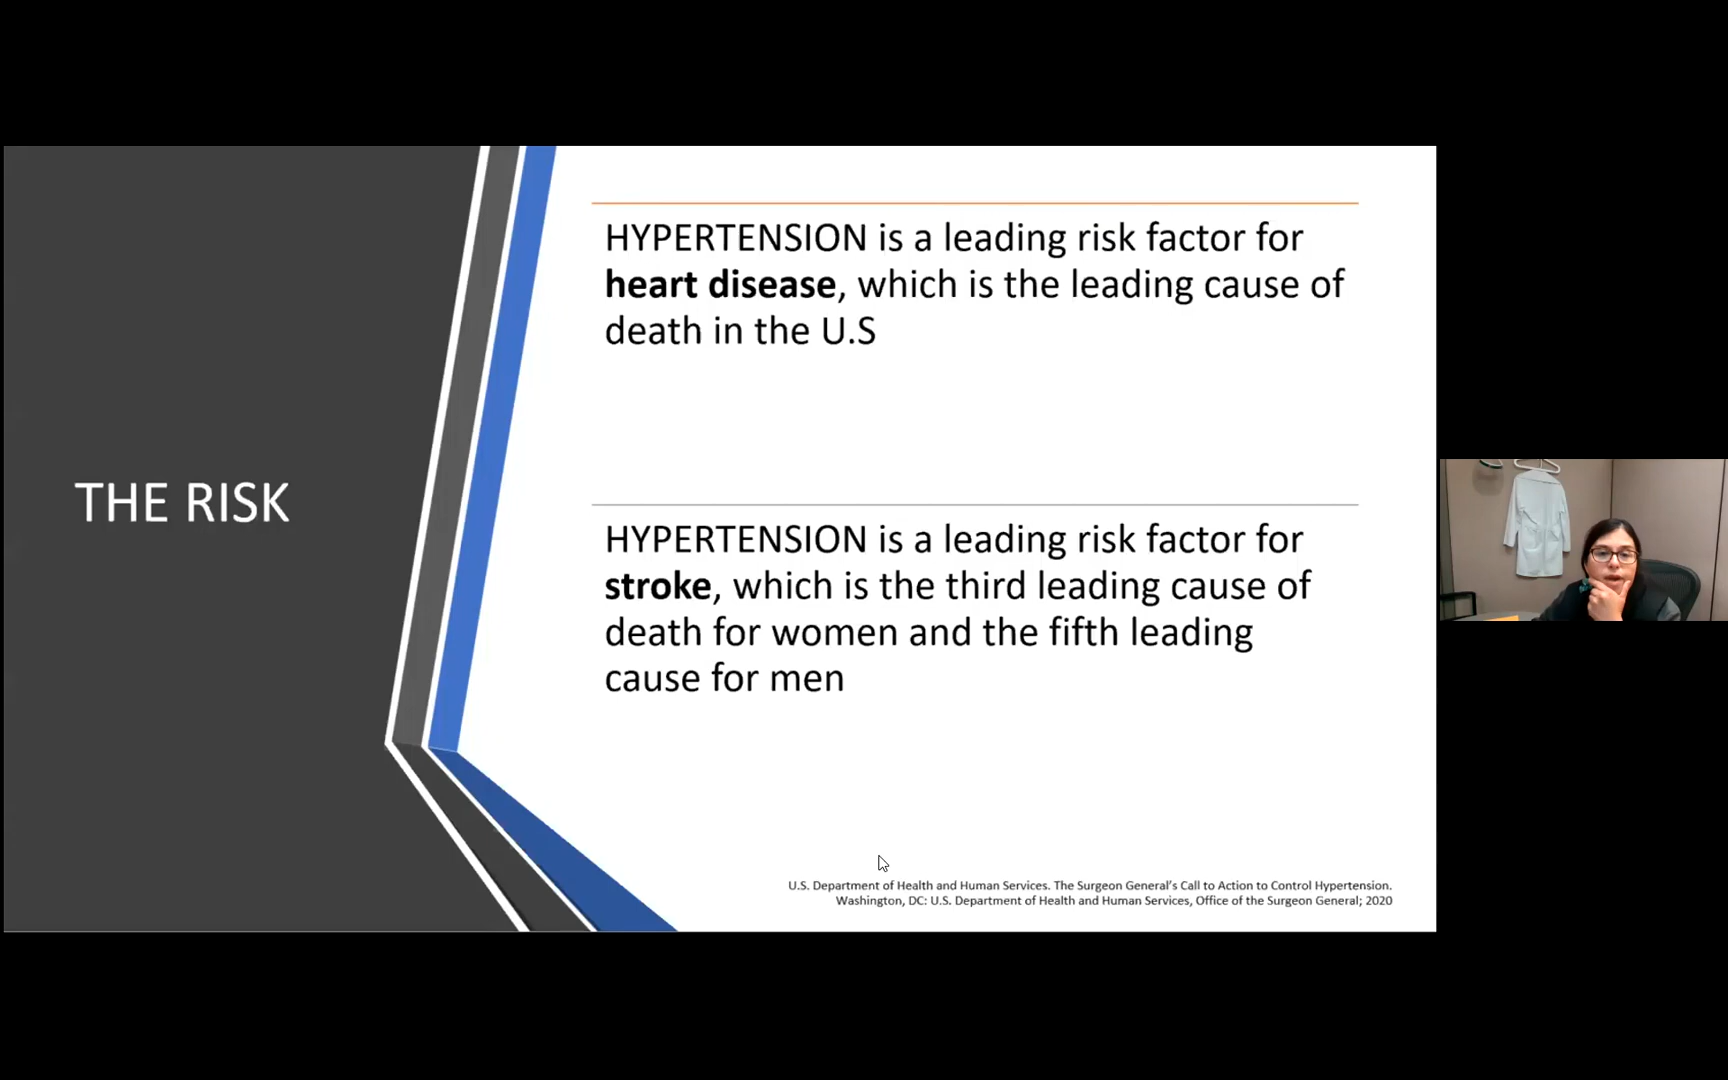 THE RISK
HYPERTENSION is a leading risk factor for
heart disease, which is the leading cause of
death in the U.S
HYPERTENSION is a leading risk factor for
stroke, which is the third leading cause of
death for women and the fifth leading
cause for men
U.S. Department of Health and Human Services. The Surgeon General's Call to Action to Control Hypertension.
Washington, DC: U.S. Department of Health and Human Services, Office of the Surgeon General; 2020